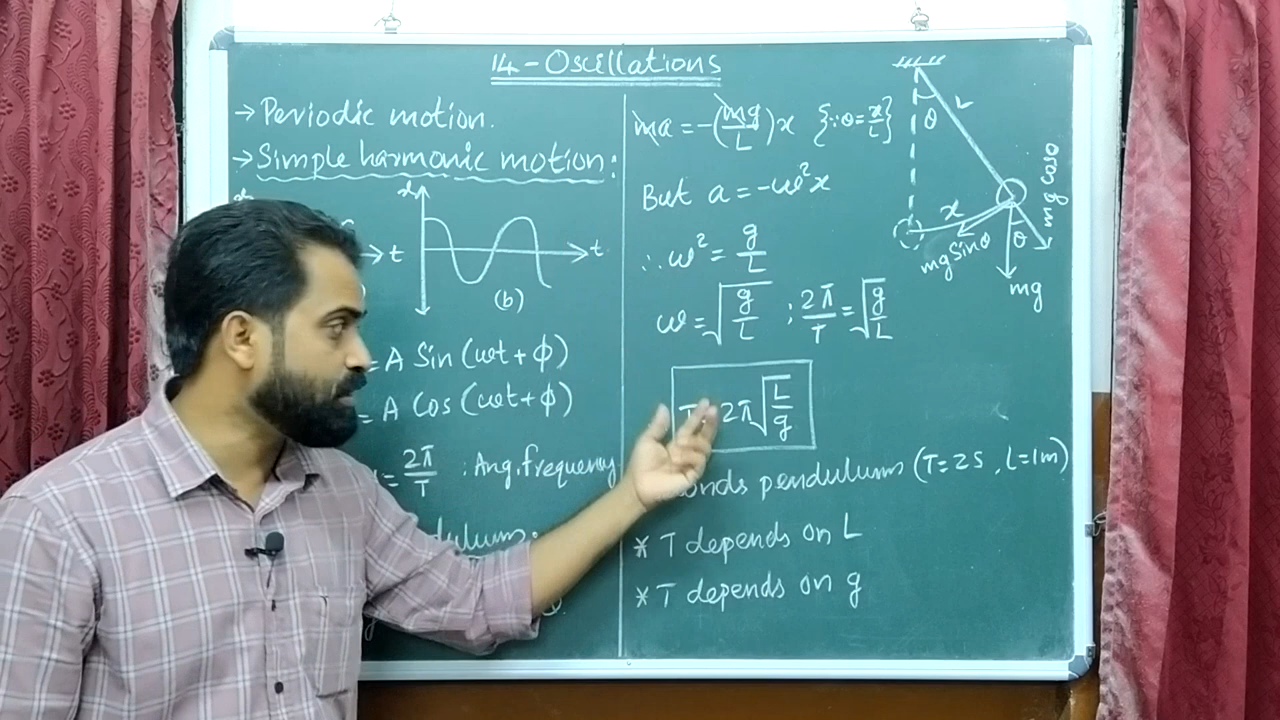 14 - Oscillations
→ Periodic motion.
→ Simple harmonic motion:
x
t
t
(b)
= A Sin (ωt + ϕ)
= A Cos (ωt + ϕ)
= 2π/T : Ang. frequency
ma = -(mg/L)x {∵θ = x/L}
But a = -ω²x
∴ ω² = g/L
ω = √(g/L) ; 2π/T = √(g/L)
T = 2π√(L/g)
pendulum (T=2s, L=1m)
* T depends on L
* T depends on g
θ
L
x
mg Sinθ
θ
mg cosθ
mg